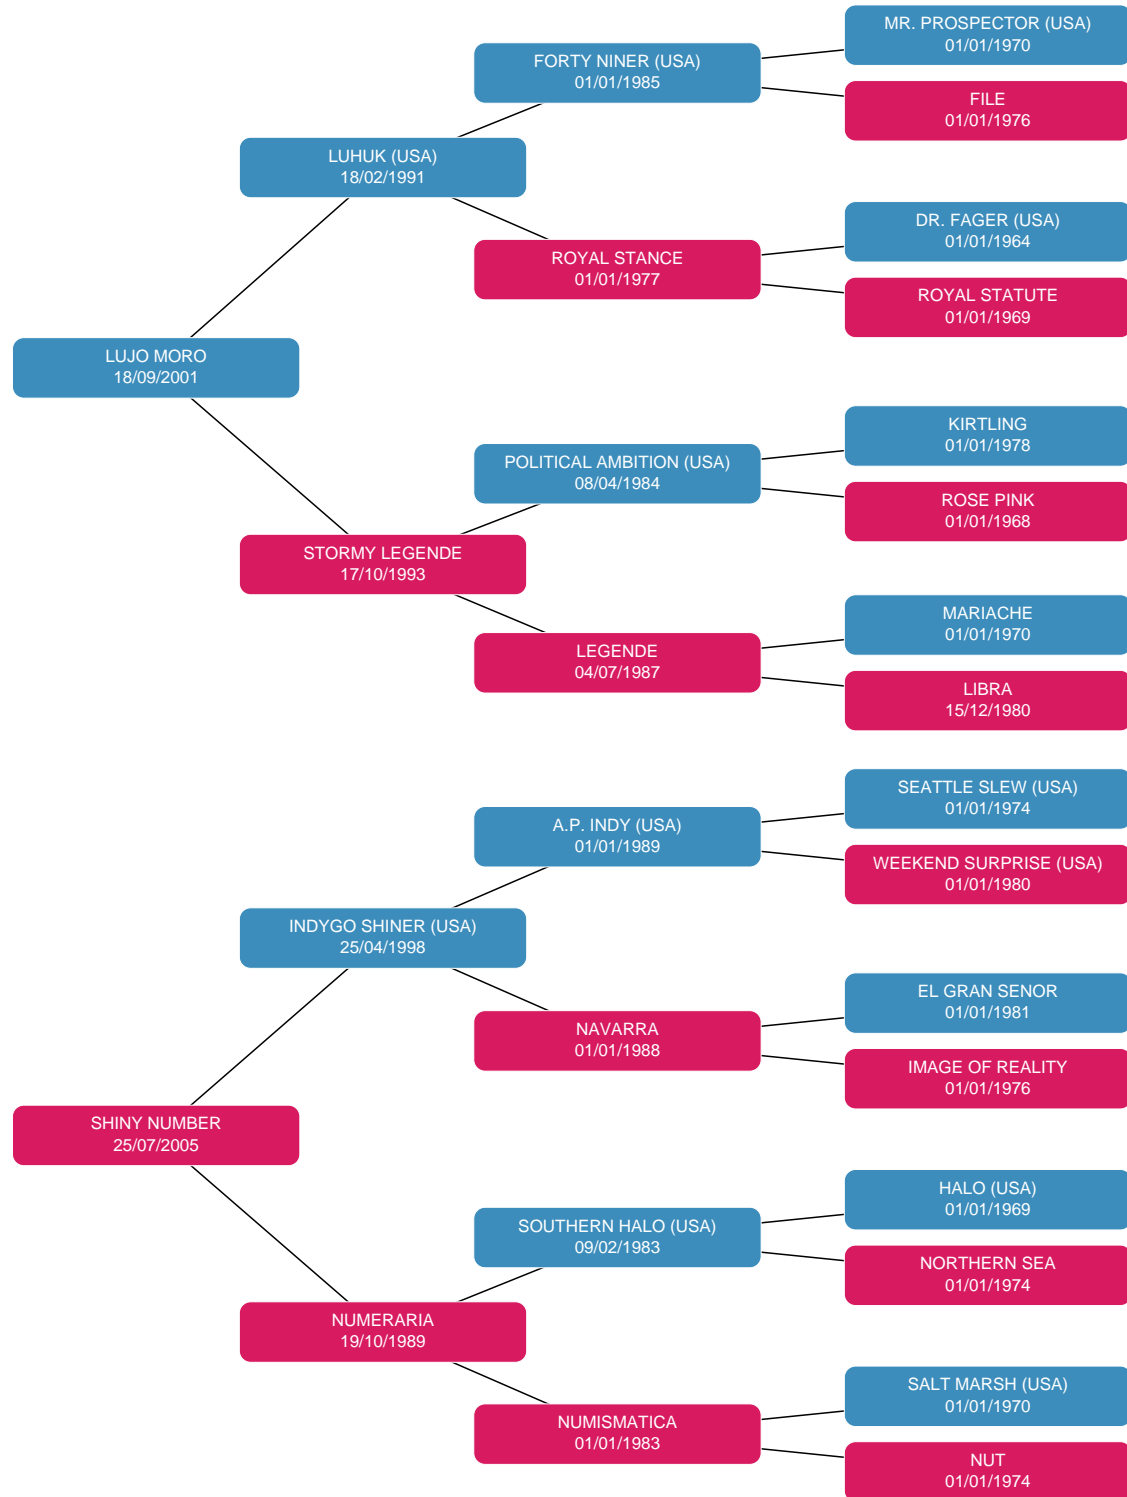 MR. PROSPECTOR (USA)
01/01/1970
FORTY NINER (USA)
01/01/1985
FILE
01/01/1976
LUHUK (USA)
18/02/1991
DR. FAGER (USA)
01/01/1964
ROYAL STANCE
01/01/1977
ROYAL STATUTE
01/01/1969
LUJO MORO
18/09/2001
KIRTLING
01/01/1978
POLITICAL AMBITION (USA)
08/04/1984
ROSE PINK
01/01/1968
STORMY LEGENDE
17/10/1993
MARIACHE
01/01/1970
LEGENDE
04/07/1987
LIBRA
15/12/1980
SEATTLE SLEW (USA)
01/01/1974
A.P. INDY (USA)
01/01/1989
WEEKEND SURPRISE (USA)
01/01/1980
INDYGO SHINER (USA)
25/04/1998
EL GRAN SENOR
01/01/1981
NAVARRA
01/01/1988
IMAGE OF REALITY
01/01/1976
SHINY NUMBER
25/07/2005
HALO (USA)
01/01/1969
SOUTHERN HALO (USA)
09/02/1983
NORTHERN SEA
01/01/1974
NUMERARIA
19/10/1989
SALT MARSH (USA)
01/01/1970
NUMISMATICA
01/01/1983
NUT
01/01/1974